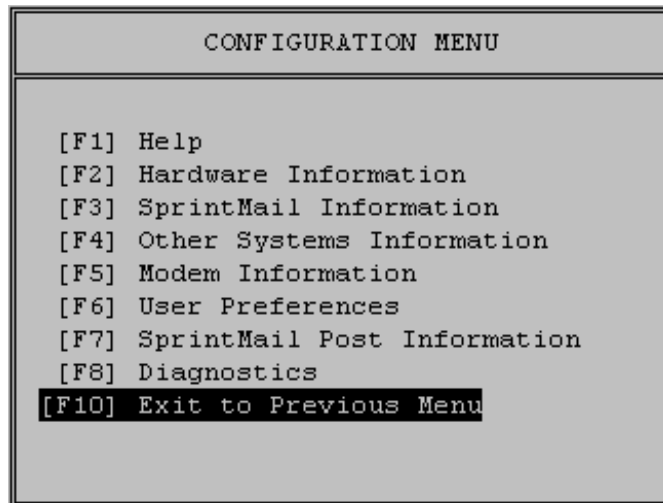 CONFIGURATION MENU
[F1] Help
[F2] Hardware Information
[F3] SprintMail Information
[F4] Other Systems Information
[F5] Modem Information
[F6] User Preferences
[F7] SprintMail Post Information
[F8] Diagnostics
[F10] Exit to Previous Menu